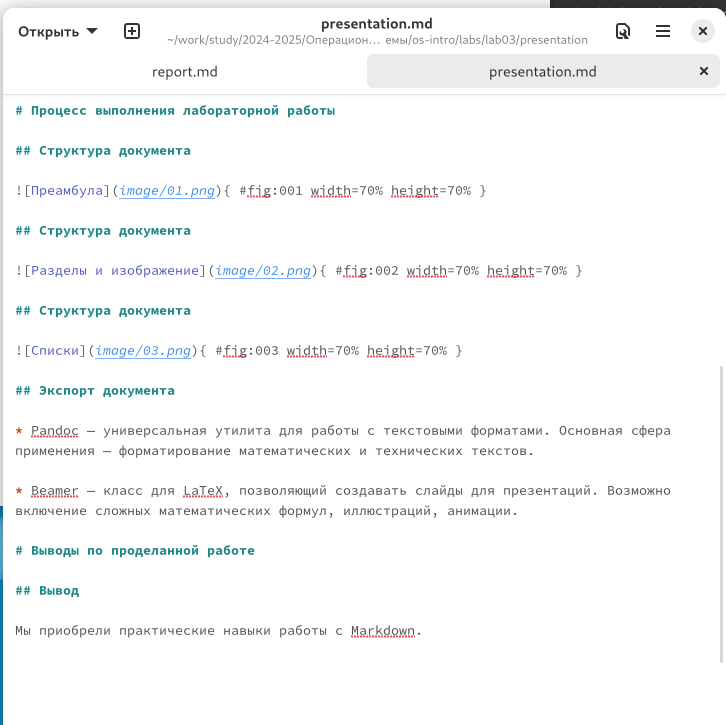 Открыть
presentation.md
~/work/study/2024-2025/Операцион… емы/os-intro/labs/lab03/presentation
report.md
presentation.md
# Процесс выполнения лабораторной работы
## Структура документа
![Преамбула](image/01.png){ #fig:001 width=70% height=70% }
## Структура документа
![Разделы и изображение](image/02.png){ #fig:002 width=70% height=70% }
## Структура документа
![Списки](image/03.png){ #fig:003 width=70% height=70% }
## Экспорт документа
* Pandoc — универсальная утилита для работы с текстовыми форматами. Основная сфера
применения — форматирование математических и технических текстов.
* Beamer — класс для LaTeX, позволяющий создавать слайды для презентаций. Возможно
включение сложных математических формул, иллюстраций, анимации.
# Выводы по проделанной работе
## Вывод
Мы приобрели практические навыки работы с Markdown.